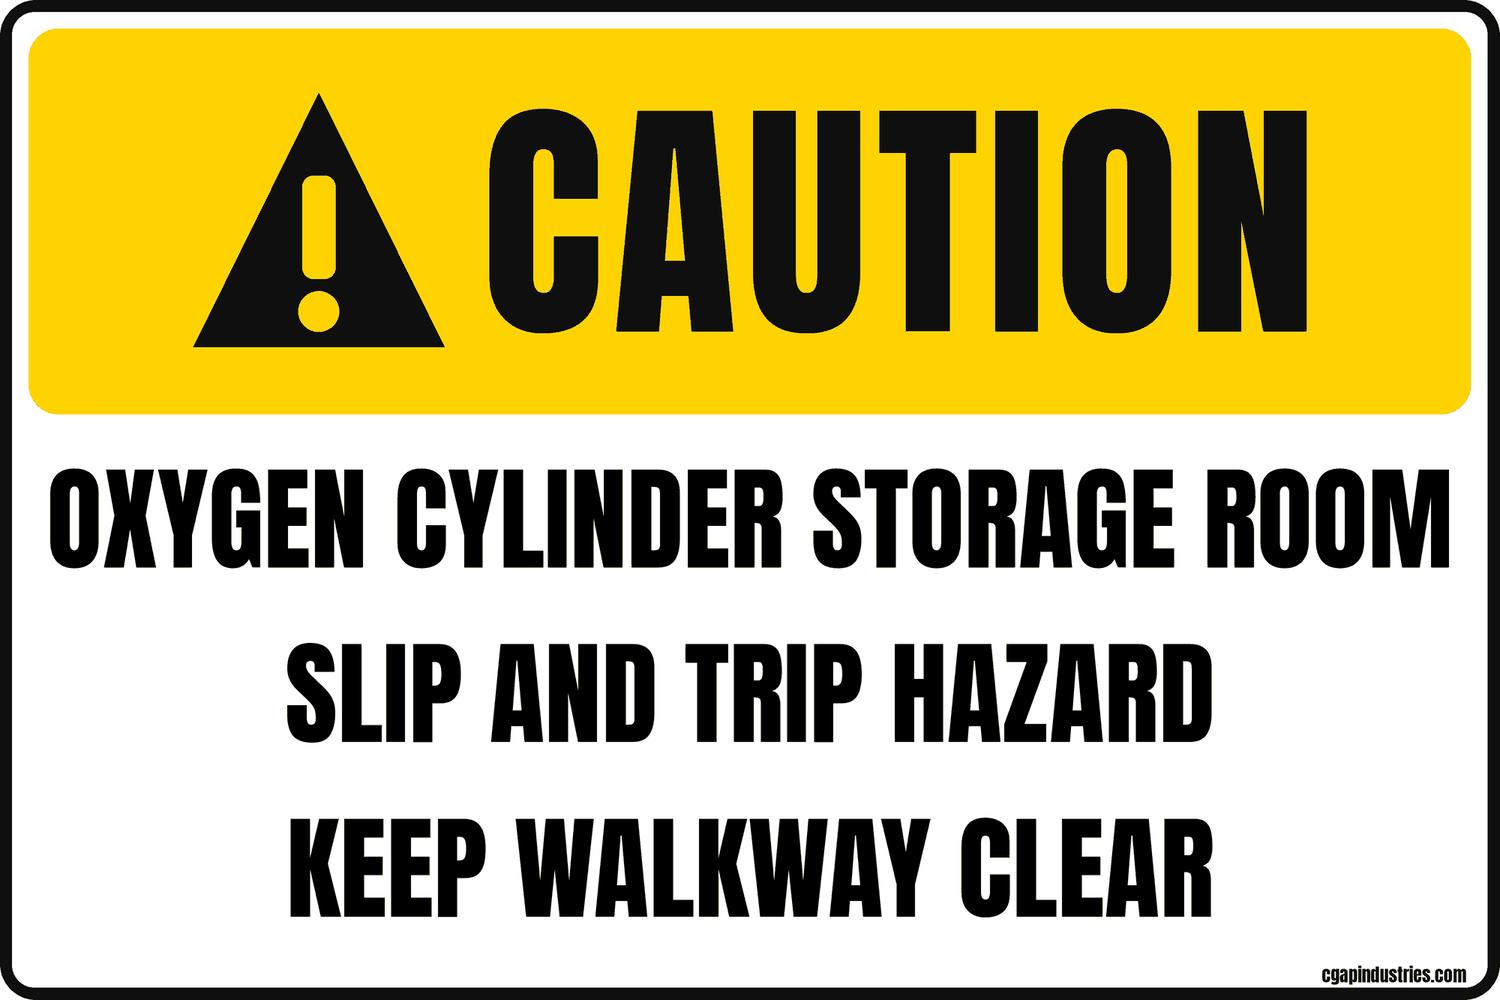 CAUTION
OXYGEN CYLINDER STORAGE ROOM
SLIP AND TRIP HAZARD
KEEP WALKWAY CLEAR
cgapindustries.com